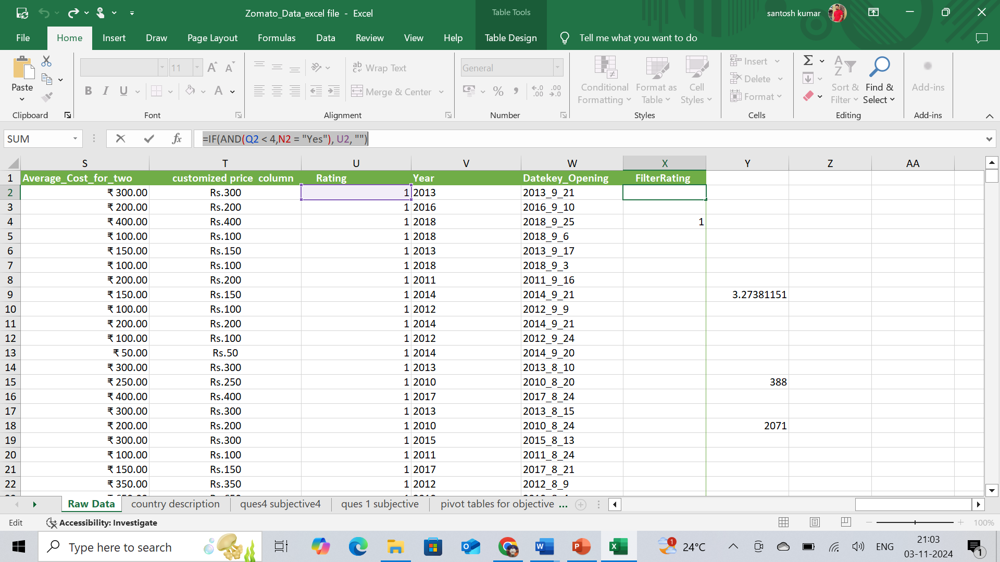 Zomato_Data_excel file - Excel
Table Tools
santosh kumar
File Home Insert Draw Page Layout Formulas Data Review View Help Table Design Tell me what you want to do
Paste
Clipboard
11
B I U
Font
Wrap Text
Merge & Center
Alignment
General
Number
Conditional Formatting
Format as Table
Cell Styles
Styles
Insert
Delete
Format
Cells
Sort & Filter
Find & Select
Editing
Add-ins
Add-ins
SUM
fx
=IF(AND(Q2 < 4,N2 = "Yes"), U2, "")
S T U V W X Y Z AA
1 Average_Cost_for_two customized price column Rating Year Datekey_Opening FilterRating
2 ₹ 300.00 Rs.300 1 2013 2013_9_21
3 ₹ 200.00 Rs.200 1 2016 2016_9_10
4 ₹ 400.00 Rs.400 1 2018 2018_9_25 1
5 ₹ 100.00 Rs.100 1 2018 2018_9_6
6 ₹ 150.00 Rs.150 1 2013 2013_9_17
7 ₹ 100.00 Rs.100 1 2018 2018_9_3
8 ₹ 200.00 Rs.200 1 2011 2011_9_16
9 ₹ 150.00 Rs.150 1 2014 2014_9_21 3.27381151
10 ₹ 100.00 Rs.100 1 2012 2012_9_9
11 ₹ 200.00 Rs.200 1 2014 2014_9_21
12 ₹ 100.00 Rs.100 1 2012 2012_9_24
13 ₹ 50.00 Rs.50 1 2014 2014_9_20
14 ₹ 300.00 Rs.300 1 2013 2013_8_10
15 ₹ 250.00 Rs.250 1 2010 2010_8_20 388
16 ₹ 400.00 Rs.400 1 2017 2017_8_24
17 ₹ 300.00 Rs.300 1 2013 2013_8_15
18 ₹ 200.00 Rs.200 1 2010 2010_8_24 2071
19 ₹ 300.00 Rs.300 1 2015 2015_8_13
20 ₹ 100.00 Rs.100 1 2011 2011_8_24
21 ₹ 150.00 Rs.150 1 2017 2017_8_21
22 ₹ 350.00 Rs.350 1 2012 2012_8_9
Raw Data country description ques4 subjective4 ques 1 subjective pivot tables for objective ...
Edit Accessibility: Investigate 100%
Type here to search
1
24°C
ENG
21:03
03-11-2024
1